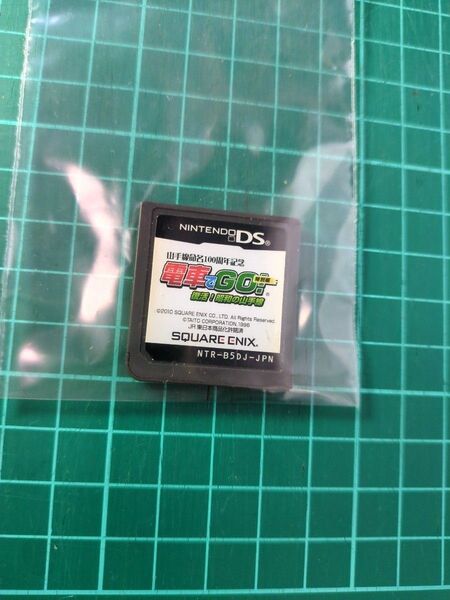 NINTENDO DS
山手線命名100周年記念
電車でGO! 特別編
復活!昭和の山手線
©2010 SQUARE ENIX CO., LTD. All Rights Reserved.
©TAITO CORPORATION, 1996
JR東日本商品化許諾済
SQUARE ENIX.
NTR-B5DJ-JPN